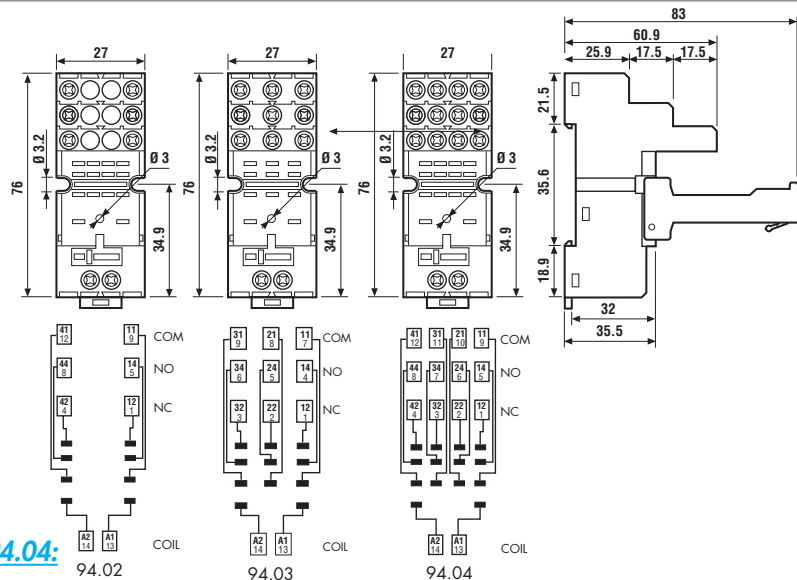 83
60.9
27 27 27 25.9 17.5 17.5
21.5
Ø 3.2 Ø 3 Ø 3.2 Ø 3 Ø 3.2 Ø 3
76 76 76 35.6
34.9 34.9 34.9
18.9
32
35.5
41 12 11 9 COM
44 8 14 5 NO
42 4 12 1 NC
A2 14 A1 13 COIL
94.02
31 9 21 8 11 7 COM
34 6 24 5 14 4 NO
32 3 22 2 12 1 NC
A2 14 A1 13 COIL
94.03
41 12 31 11 21 10 11 9 COM
44 8 34 7 24 6 14 5 NO
42 4 32 3 22 2 12 1 NC
A2 14 A1 13 COIL
94.04
94.04: